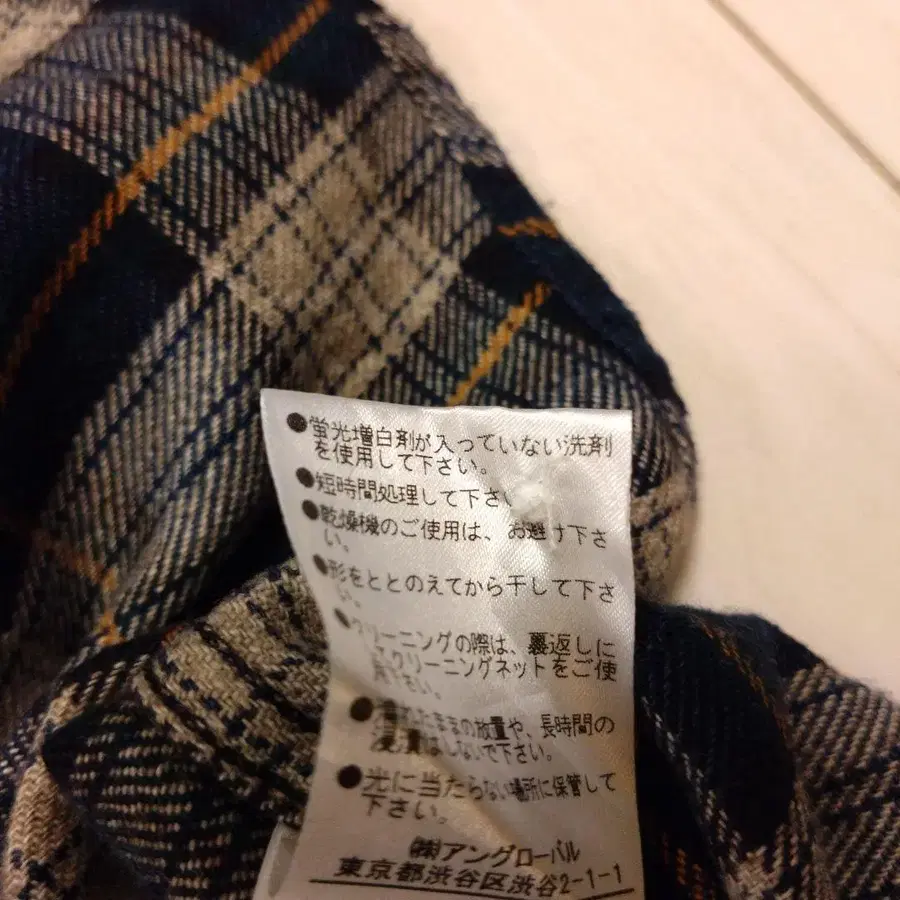 ●蛍光増白剤が入っていない洗剤
を使用して下さい。
●短時間処理して下さい
●乾燥機のご使用は、お避け下さ
い。
●形をととのえてから干して下さ
い。
●クリーニングの際は、裏返しに
してクリーニングネットをご使
用下さい。
●濡れたままの放置や、長時間の
浸漬はしないで下さい。
●光に当たらない場所に保管して
下さい。
㈱アングローバル
東京都渋谷区渋谷2-1-1